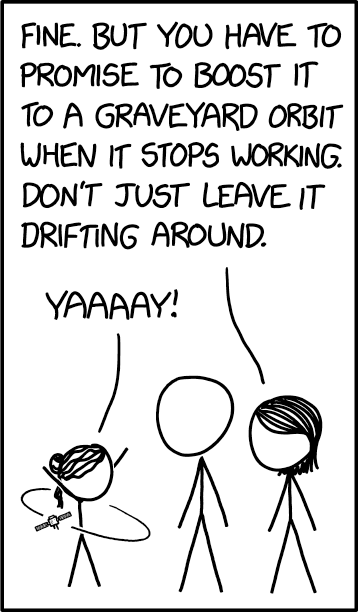 FINE. BUT YOU HAVE TO
PROMISE TO BOOST IT
TO A GRAVEYARD ORBIT
WHEN IT STOPS WORKING.
DON'T JUST LEAVE IT
DRIFTING AROUND.
YAAAAY!